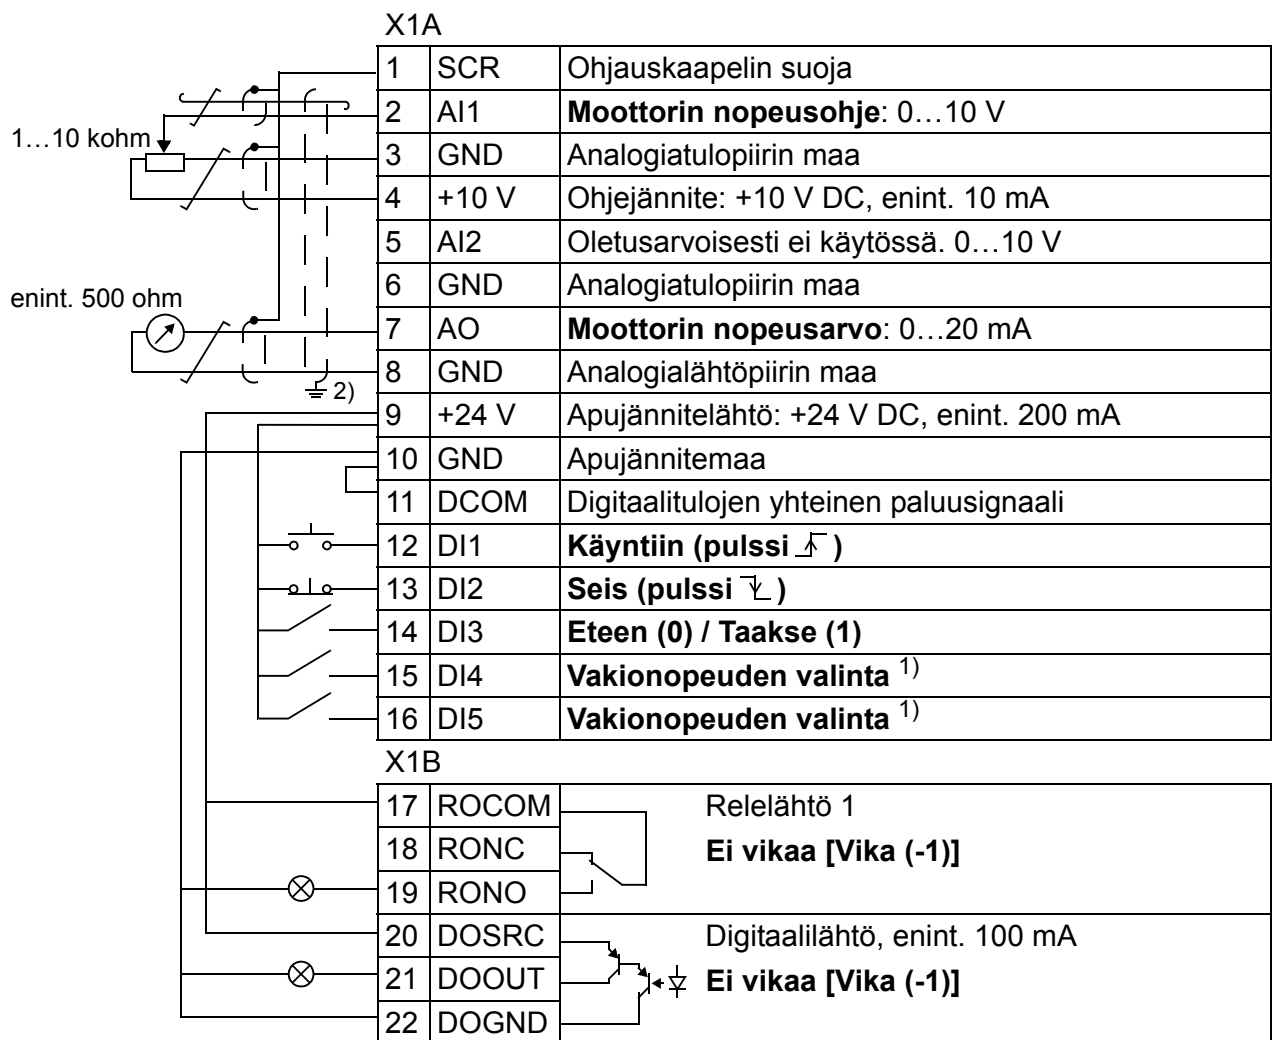 X1A
1 SCR Ohjauskaapelin suoja
2 AI1 Moottorin nopeusohje: 0…10 V
1…10 kohm
3 GND Analogiatulopiirin maa
4 +10 V Ohjejännite: +10 V DC, enint. 10 mA
5 AI2 Oletusarvoisesti ei käytössä. 0…10 V
6 GND Analogiatulopiirin maa
enint. 500 ohm
7 AO Moottorin nopeusarvo: 0…20 mA
8 GND Analogialähtöpiirin maa
2)
9 +24 V Apujännitelähtö: +24 V DC, enint. 200 mA
10 GND Apujännitemaa
11 DCOM Digitaalitulojen yhteinen paluusignaali
12 DI1 Käyntiin (pulssi )
13 DI2 Seis (pulssi )
14 DI3 Eteen (0) / Taakse (1)
15 DI4 Vakionopeuden valinta 1)
16 DI5 Vakionopeuden valinta 1)
X1B
17 ROCOM Relelähtö 1
18 RONC Ei vikaa [Vika (-1)]
19 RONO
20 DOSRC Digitaalilähtö, enint. 100 mA
21 DOOUT Ei vikaa [Vika (-1)]
22 DOGND